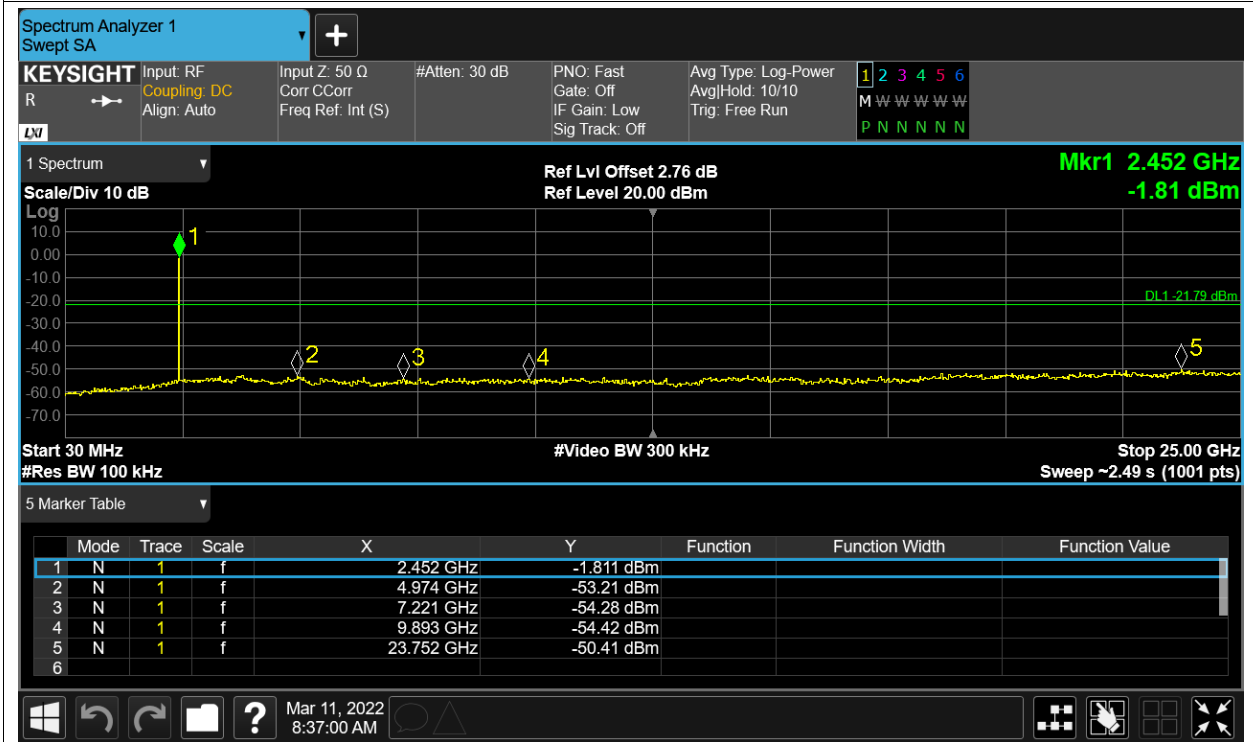 Spectrum Analyzer 1
Swept SA
KEYSIGHT Input: RF Input Z: 50 Ω #Atten: 30 dB PNO: Fast Avg Type: Log-Power 1 2 3 4 5 6
R Coupling: DC Corr CCorr Gate: Off Avg|Hold: 10/10 M W W W W W
Align: Auto Freq Ref: Int (S) IF Gain: Low Trig: Free Run
LXI Sig Track: Off P N N N N N
1 Spectrum Ref Lvl Offset 2.76 dB Mkr1 2.452 GHz
Scale/Div 10 dB Ref Level 20.00 dBm -1.81 dBm
Log
10.0 1
0.00
-10.0
-20.0 DL1 -21.79 dBm
-30.0
-40.0 2 3 4 5
-50.0
-60.0
-70.0
Start 30 MHz #Video BW 300 kHz Stop 25.00 GHz
#Res BW 100 kHz Sweep ~2.49 s (1001 pts)
5 Marker Table
Mode Trace Scale X Y Function Function Width Function Value
1 N 1 f 2.452 GHz -1.811 dBm
2 N 1 f 4.974 GHz -53.21 dBm
3 N 1 f 7.221 GHz -54.28 dBm
4 N 1 f 9.893 GHz -54.42 dBm
5 N 1 f 23.752 GHz -50.41 dBm
6
? Mar 11, 2022
8:37:00 AM